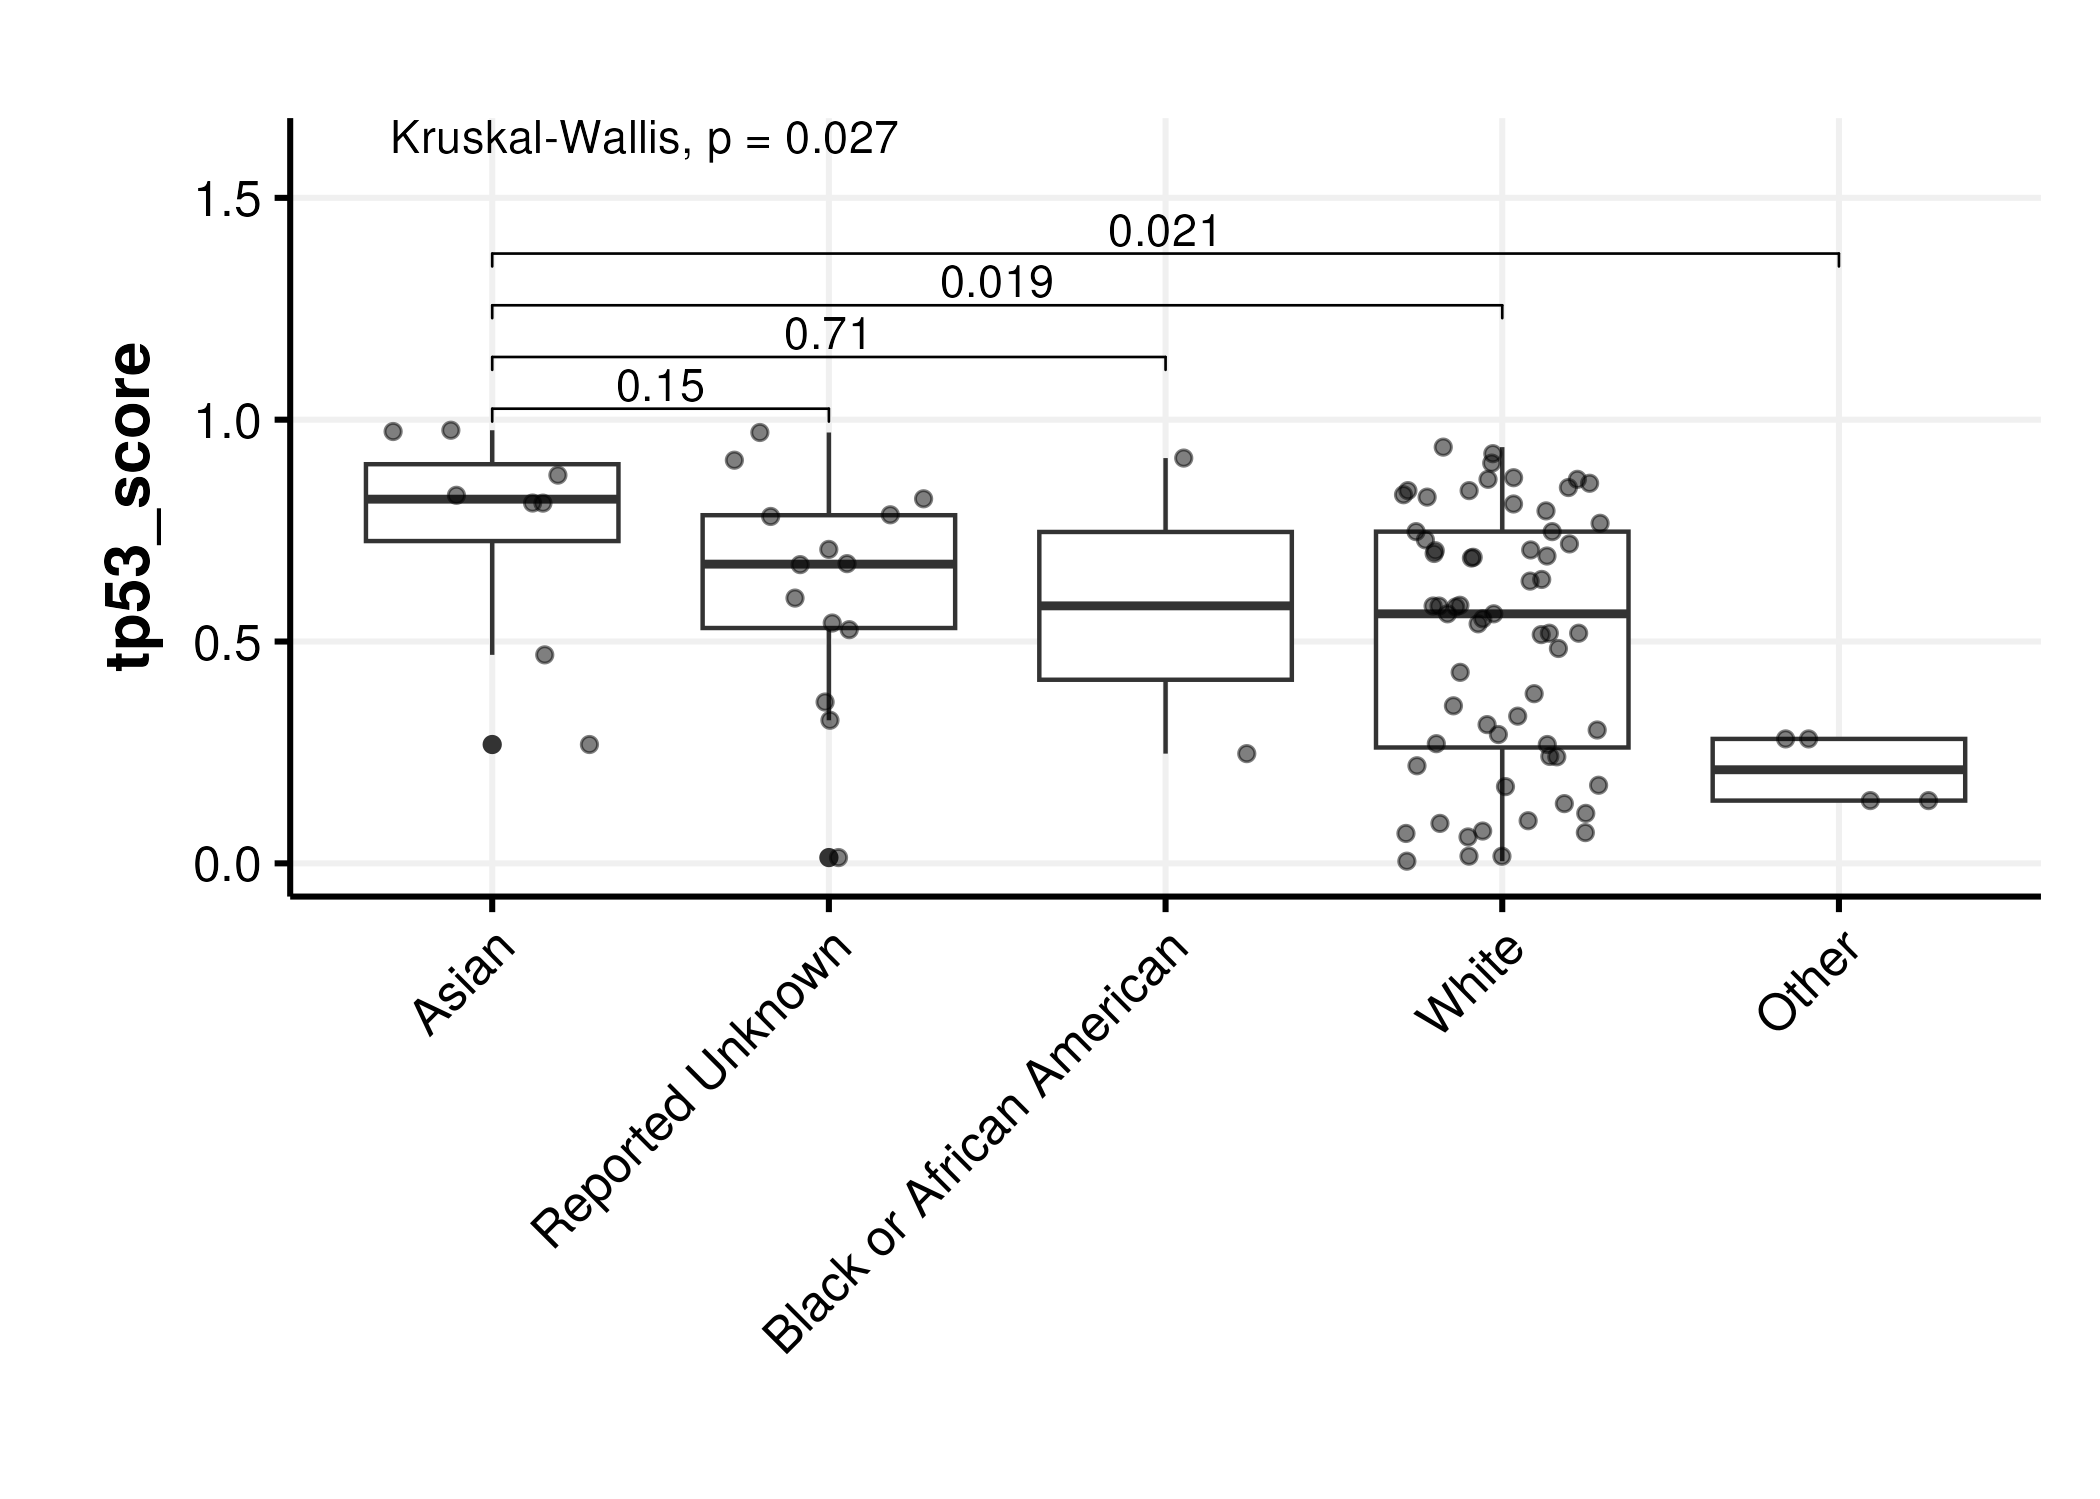 Kruskal-Wallis, p = 0.027
1.5
0.021
0.019
0.71
0.15
1.0
0.5
0.0
tp53_score
Asian
Reported Unknown
Black or African American
White
Other